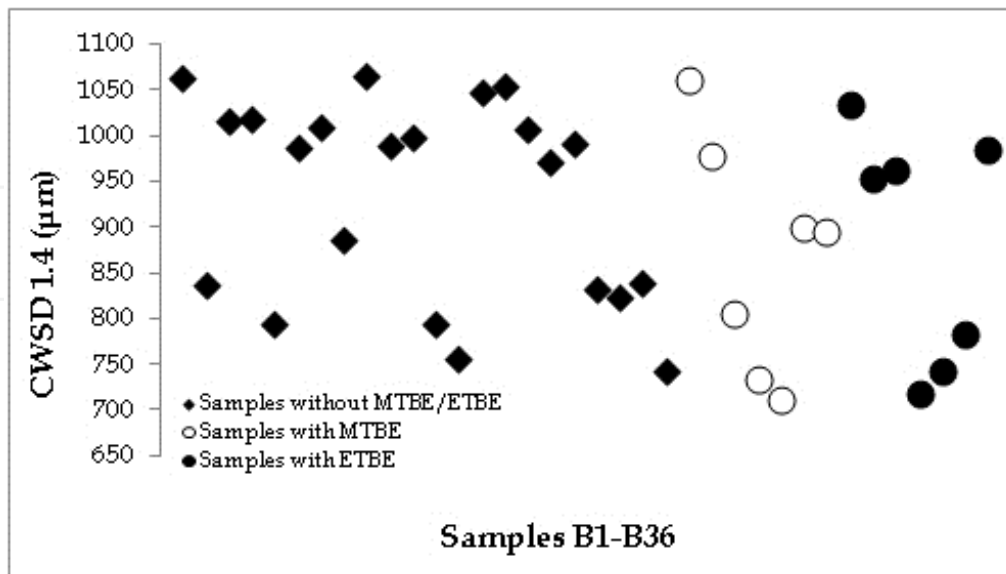 CWSD 1.4 (µm)
1100
1050
1000
950
900
850
800
750
700
650
Samples without MTBE/ETBE
Samples with MTBE
Samples with ETBE
Samples B1-B36